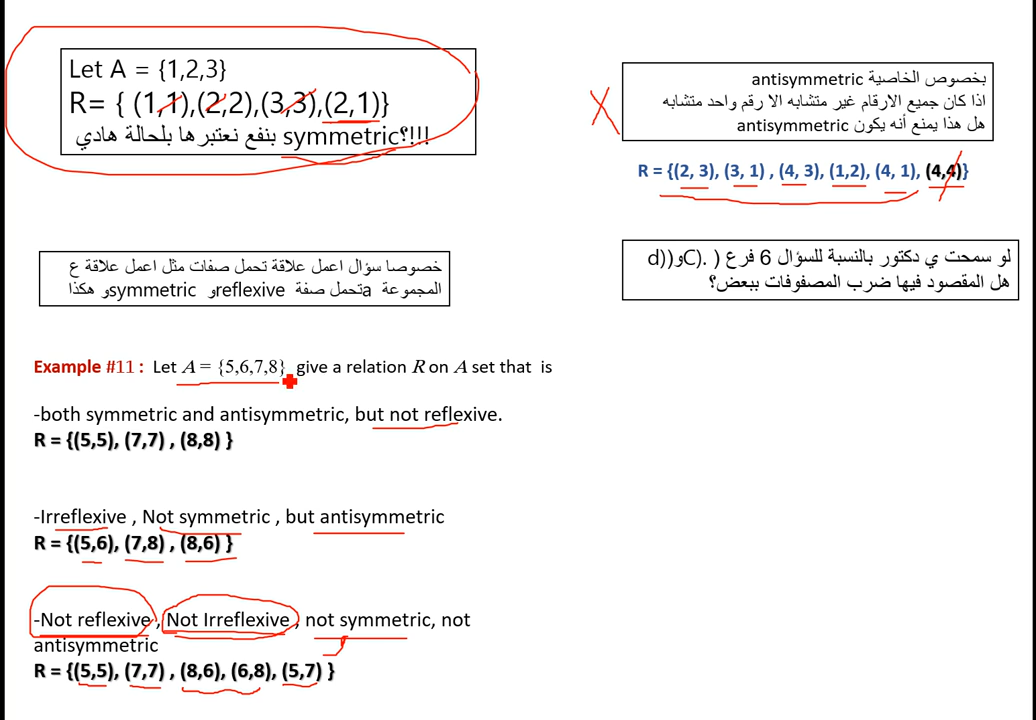 Let A = {1,2,3}
R= { (1,1),(2,2),(3,3),(2,1)}
بنفع نعتبرها بلحالة هادي symmetric؟!!!
بخصوص الخاصية antisymmetric
اذا كان جميع الارقام غير متشابه الا رقم واحد متشابه
هل هذا يمنع أنه يكون antisymmetric
R = {(2, 3), (3, 1) , (4, 3), (1,2), (4, 1), (4,4)}
خصوصا سؤال اعمل علاقة تحمل صفات مثل اعمل علاقة ع
المجموعة aتحمل صفة reflexiveو symmetricو هكذا
لو سمحت ي دكتور بالنسبة للسؤال 6 فرع ( .(Cو((d
هل المقصود فيها ضرب المصفوفات ببعض؟
Example #11 : Let A = {5,6,7,8} give a relation R on A set that is
-both symmetric and antisymmetric, but not reflexive.
R = {(5,5), (7,7) , (8,8) }
-Irreflexive , Not symmetric , but antisymmetric
R = {(5,6), (7,8) , (8,6) }
-Not reflexive , Not Irreflexive , not symmetric, not
antisymmetric
R = {(5,5), (7,7) , (8,6), (6,8), (5,7) }